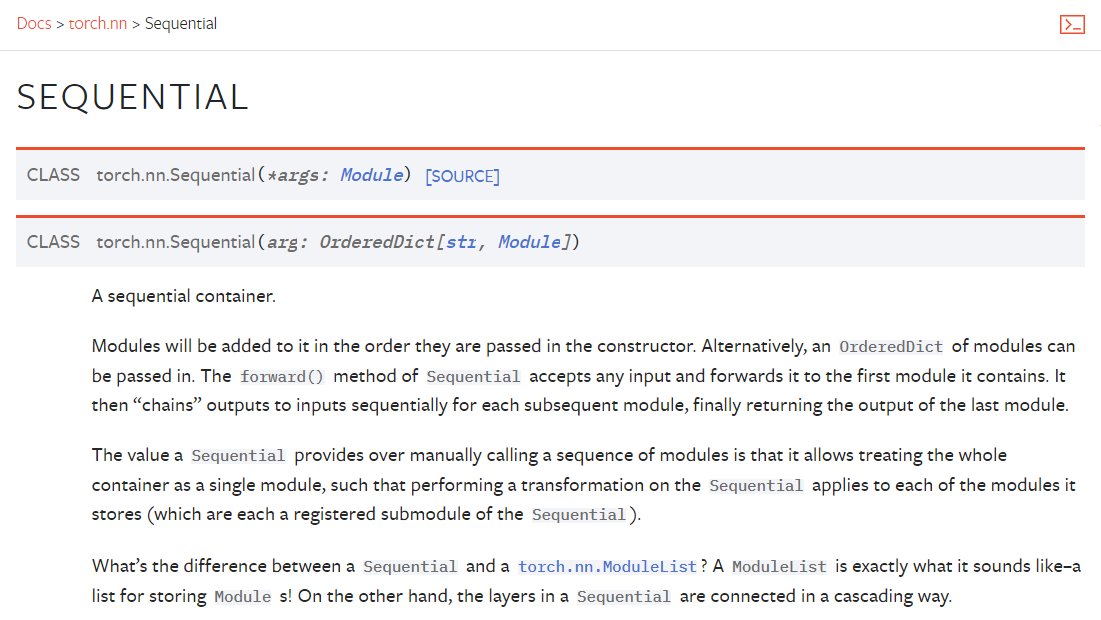 Docs > torch.nn > Sequential
SEQUENTIAL
CLASS torch.nn.Sequential(*args: Module) [SOURCE]
CLASS torch.nn.Sequential(arg: OrderedDict[str, Module])
A sequential container.
Modules will be added to it in the order they are passed in the constructor. Alternatively, an OrderedDict of modules can
be passed in. The forward() method of Sequential accepts any input and forwards it to the first module it contains. It
then “chains” outputs to inputs sequentially for each subsequent module, finally returning the output of the last module.
The value a Sequential provides over manually calling a sequence of modules is that it allows treating the whole
container as a single module, such that performing a transformation on the Sequential applies to each of the modules it
stores (which are each a registered submodule of the Sequential).
What’s the difference between a Sequential and a torch.nn.ModuleList? A ModuleList is exactly what it sounds like–a
list for storing Module s! On the other hand, the layers in a Sequential are connected in a cascading way.